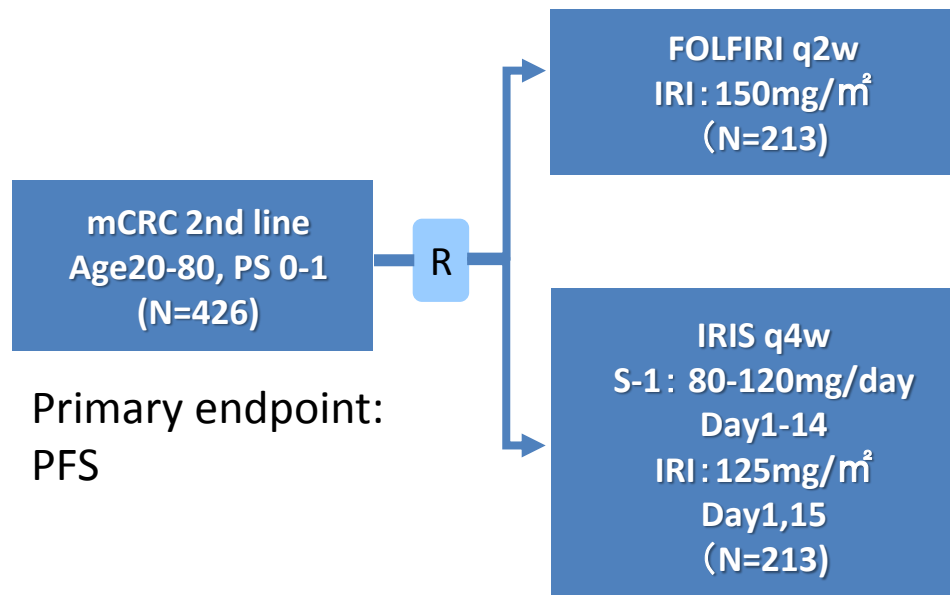 mCRC 2nd line
Age20-80, PS 0-1
(N=426)
Primary endpoint:
PFS
R
FOLFIRI q2w
IRI：150mg/㎡
（N=213)
IRIS q4w
S-1：80-120mg/day
Day1-14
IRI：125mg/㎡
Day1,15
（N=213)